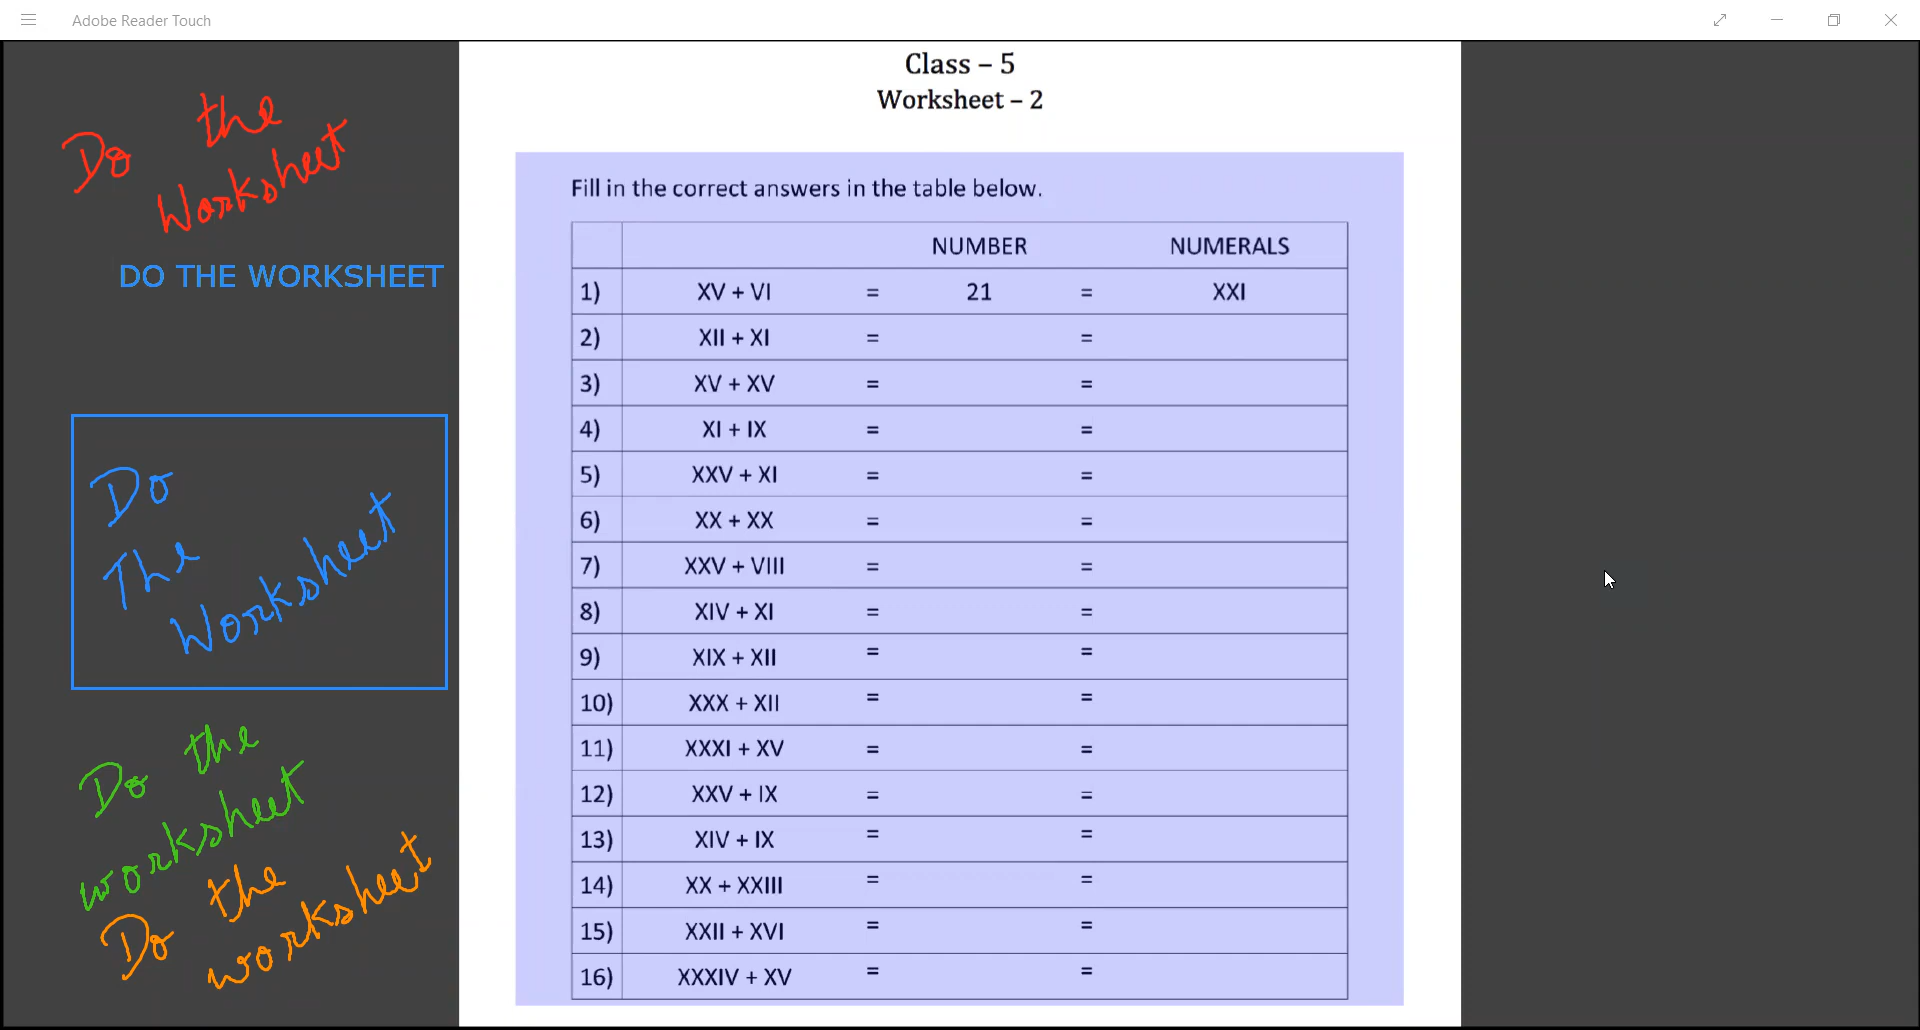 Adobe Reader Touch
Do the
Worksheet
DO THE WORKSHEET
Do
The
Worksheet
Do the
worksheet
Do the
worksheet
Class – 5
Worksheet – 2
Fill in the correct answers in the table below.
NUMBER NUMERALS
1) XV + VI = 21 = XXI
2) XII + XI = =
3) XV + XV = =
4) XI + IX = =
5) XXV + XI = =
6) XX + XX = =
7) XXV + VIII = =
8) XIV + XI = =
9) XIX + XII = =
10) XXX + XII = =
11) XXXI + XV = =
12) XXV + IX = =
13) XIV + IX = =
14) XX + XXIII = =
15) XXII + XVI = =
16) XXXIV + XV = =